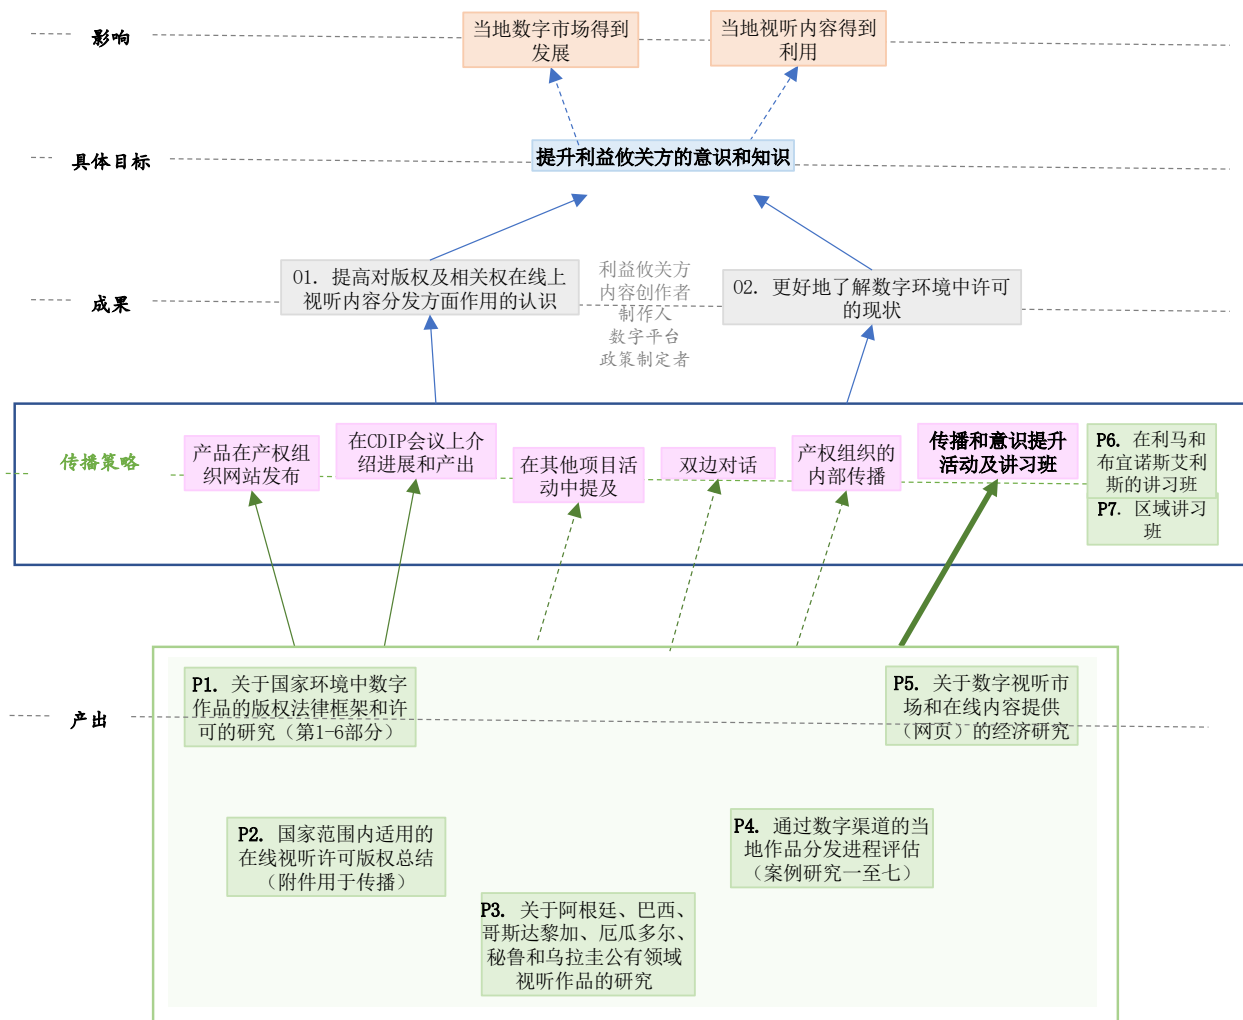 影响
当地数字市场得到
发展
当地视听内容得到
利用
具体目标
提升利益攸关方的意识和知识
成果
O1. 提高对版权及相关权在线上
视听内容分发方面作用的认识
利益攸关方
内容创作者
制作人
数字平台
政策制定者
O2. 更好地了解数字环境中许可
的现状
传播策略
产品在产权组
织网站发布
在CDIP会议上介
绍进展和产出
在其他项目活
动中提及
双边对话
产权组织的
内部传播
传播和意识提升
活动及讲习班
P6. 在利马和
布宜诺斯艾利
斯的讲习班
P7. 区域讲习
班
产出
P1. 关于国家环境中数字
作品的版权法律框架和许
可的研究（第1-6部分）
P5. 关于数字视听市
场和在线内容提供
（网页）的经济研究
P2. 国家范围内适用的
在线视听许可版权总结
（附件用于传播）
P4. 通过数字渠道的当
地作品分发进程评估
（案例研究一至七）
P3. 关于阿根廷、巴西、
哥斯达黎加、厄瓜多尔、
秘鲁和乌拉圭公有领域
视听作品的研究